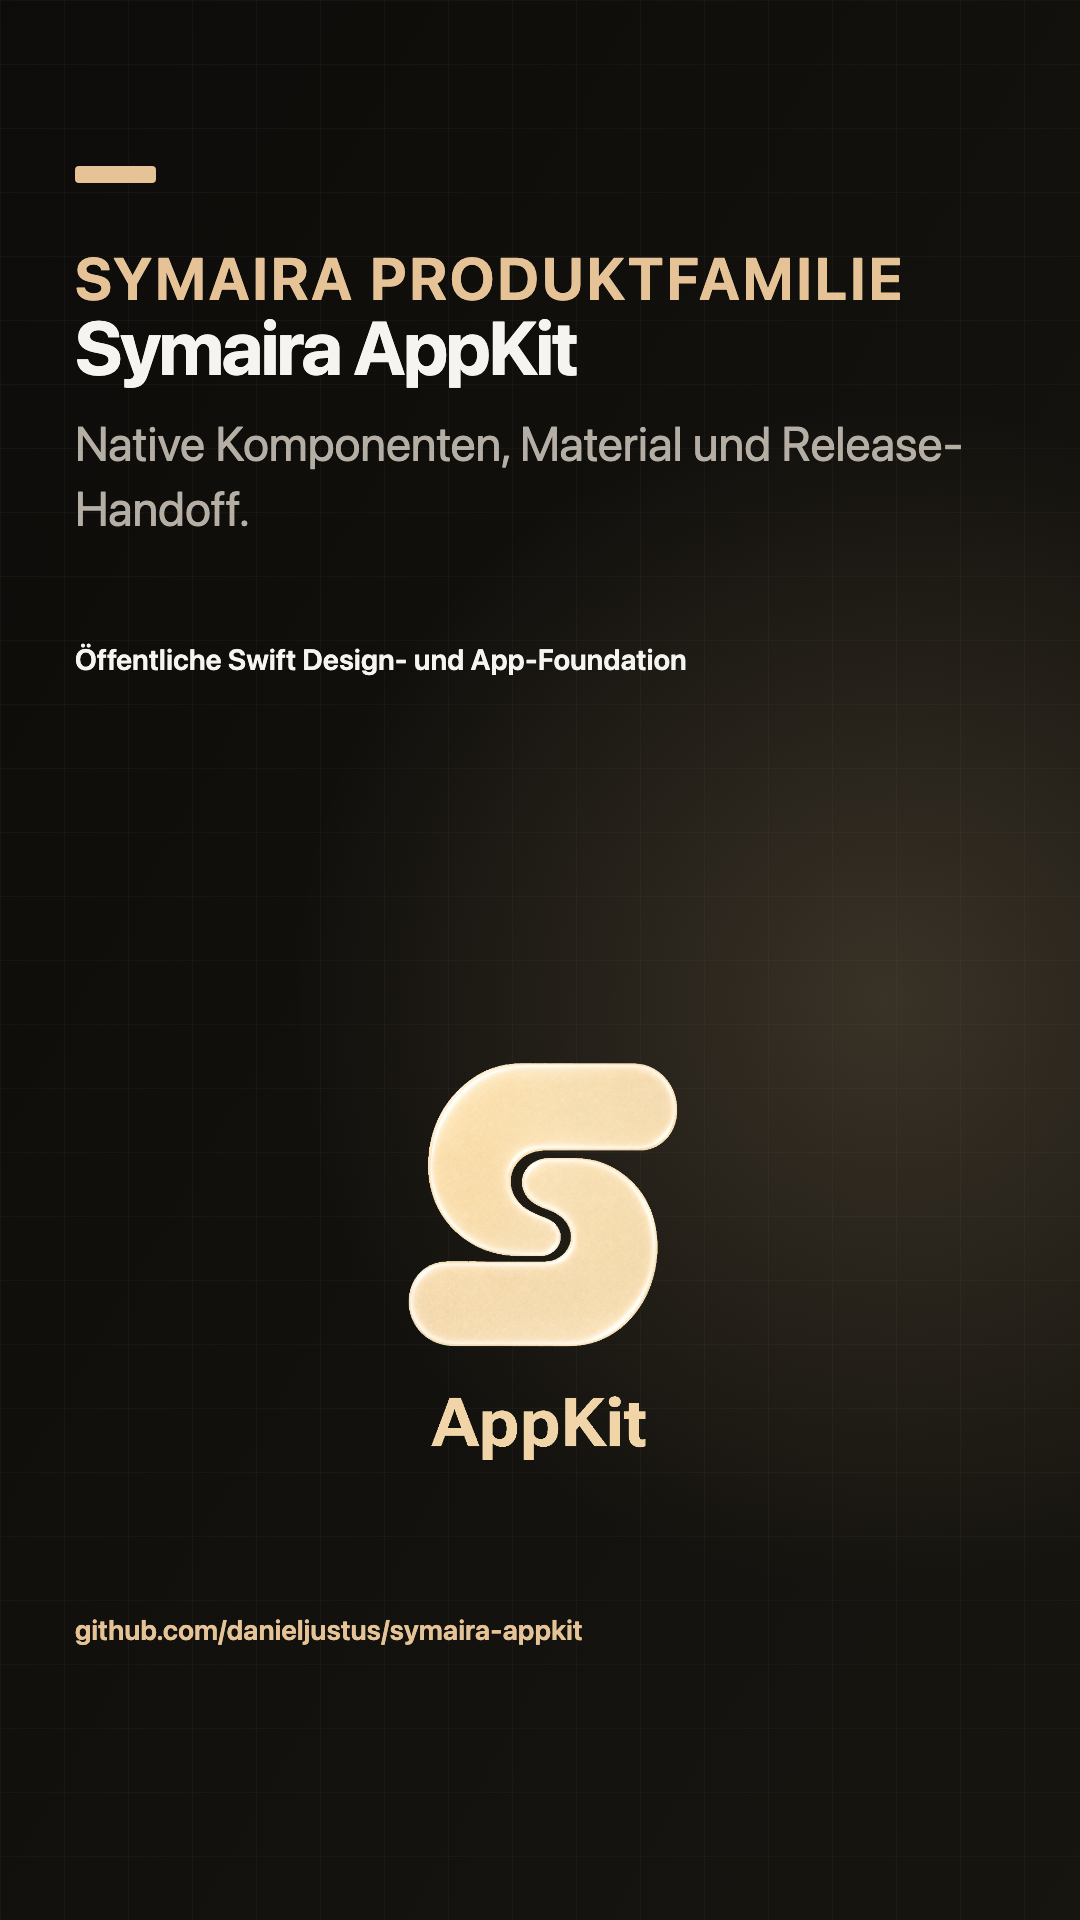 SYMAIRA PRODUKTFAMILIE
Symaira AppKit
Native Komponenten, Material und Release-
Handoff.
Öffentliche Swift Design- und App-Foundation
AppKit
github.com/danieljustus/symaira-appkit